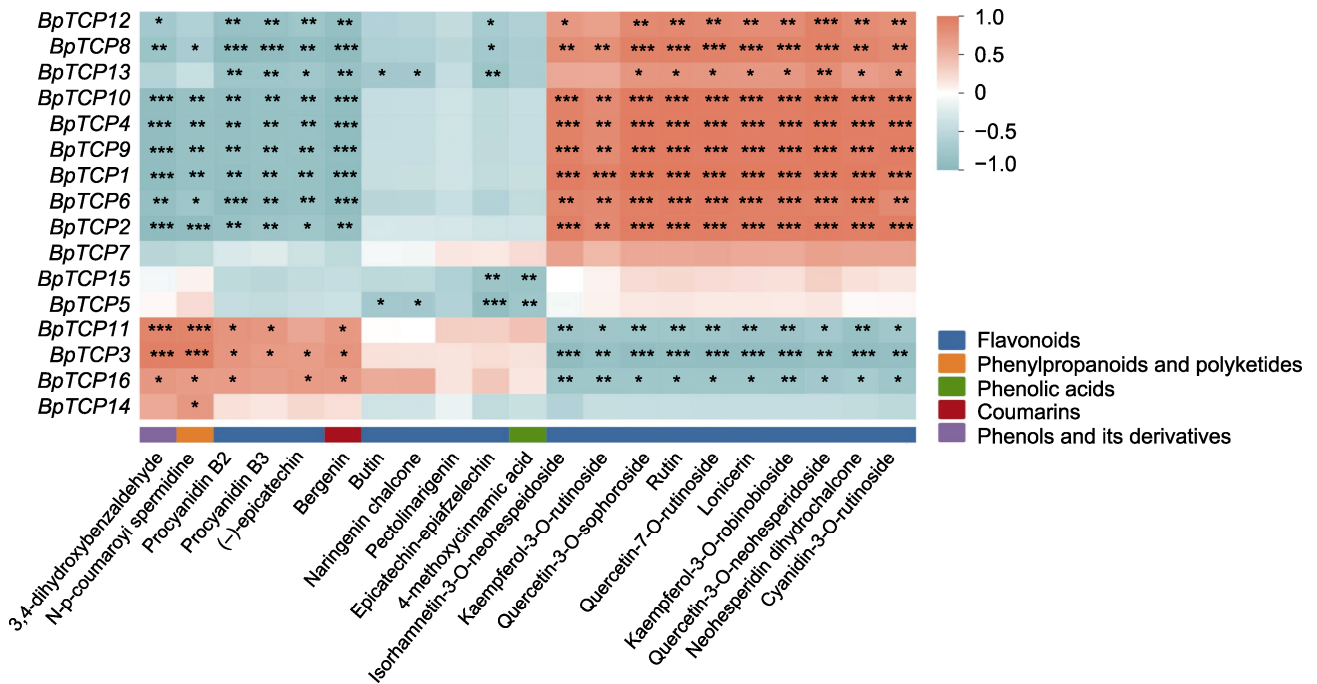 BpTCP12 * ** ** ** ** * * ** ** ** ** ** *** ** **
BpTCP8 ** * *** *** ** *** * ** ** *** *** *** *** *** *** ** **
BpTCP13 ** ** * ** * * ** * * * * * ** * *
BpTCP10 *** ** ** ** ** *** *** ** *** *** *** *** *** *** *** ***
BpTCP4 *** ** ** ** ** *** *** ** *** *** *** *** *** *** *** ***
BpTCP9 *** ** ** ** ** *** *** ** *** *** *** *** *** *** *** ***
BpTCP1 *** ** ** ** ** *** *** *** *** *** *** *** *** *** *** ***
BpTCP6 ** * *** ** ** *** ** ** *** *** *** *** *** *** *** **
BpTCP2 *** *** ** ** * ** *** ** *** *** *** *** *** *** *** ***
BpTCP7
BpTCP15 ** **
BpTCP5 * * *** **
BpTCP11 *** *** * * * ** * ** ** ** ** ** * ** *
BpTCP3 *** *** * * * * *** ** *** *** *** *** *** ** *** **
BpTCP16 * * * * * ** ** * * * * ** * * *
BpTCP14 *
1.0
0.5
0
−0.5
−1.0
Flavonoids
Phenylpropanoids and polyketides
Phenolic acids
Coumarins
Phenols and its derivatives
3,4-dihydroxybenzaldehyde
N-p-coumaroyi spermidine
Procyanidin B2
Procyanidin B3
(−)-epicatechin
Bergenin
Butin
Naringenin chalcone
Pectolinarigenin
Epicatechin-epiafzelechin
4-methoxycinnamic acid
Isorhamnetin-3-O-neohespeidoside
Kaempferol-3-O-rutinoside
Quercetin-3-O-sophoroside
Rutin
Quercetin-7-O-rutinoside
Lonicerin
Kaempferol-3-O-robinobioside
Quercetin-3-O-neohesperidoside
Neohesperidin dihydrochalcone
Cyanidin-3-O-rutinoside